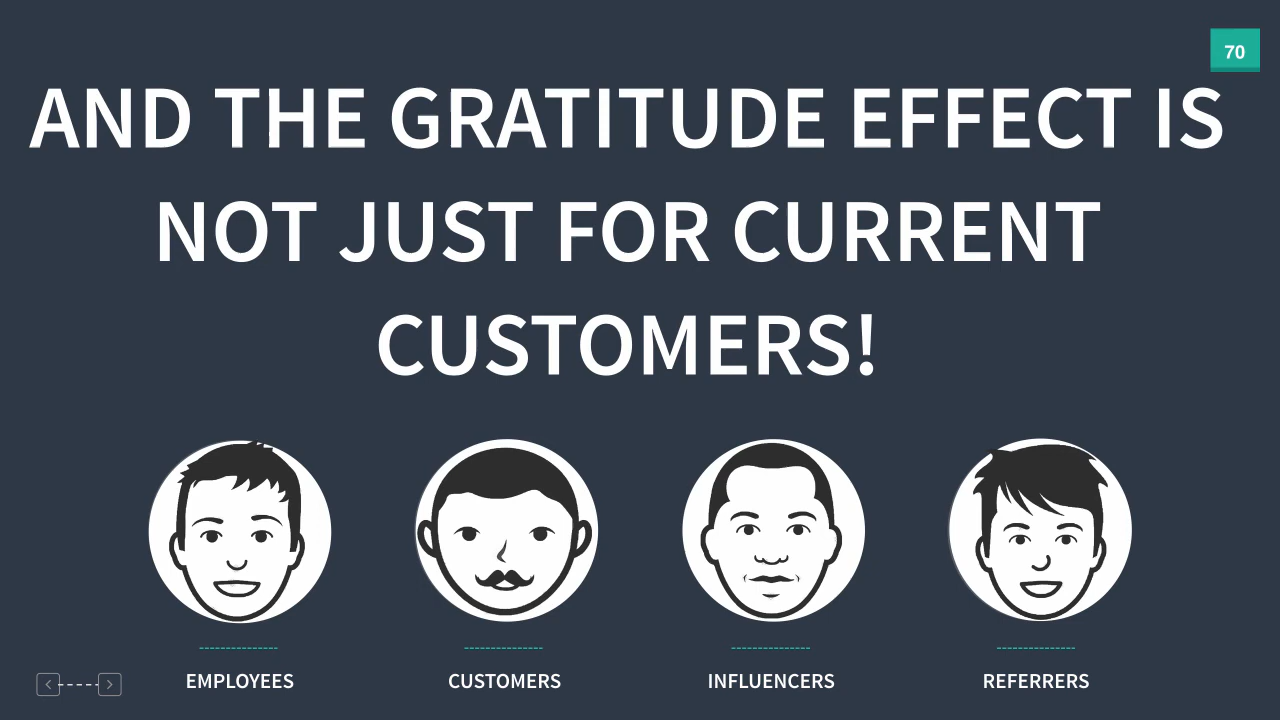 70
AND THE GRATITUDE EFFECT IS
NOT JUST FOR CURRENT
CUSTOMERS!
EMPLOYEES
CUSTOMERS
INFLUENCERS
REFERRERS